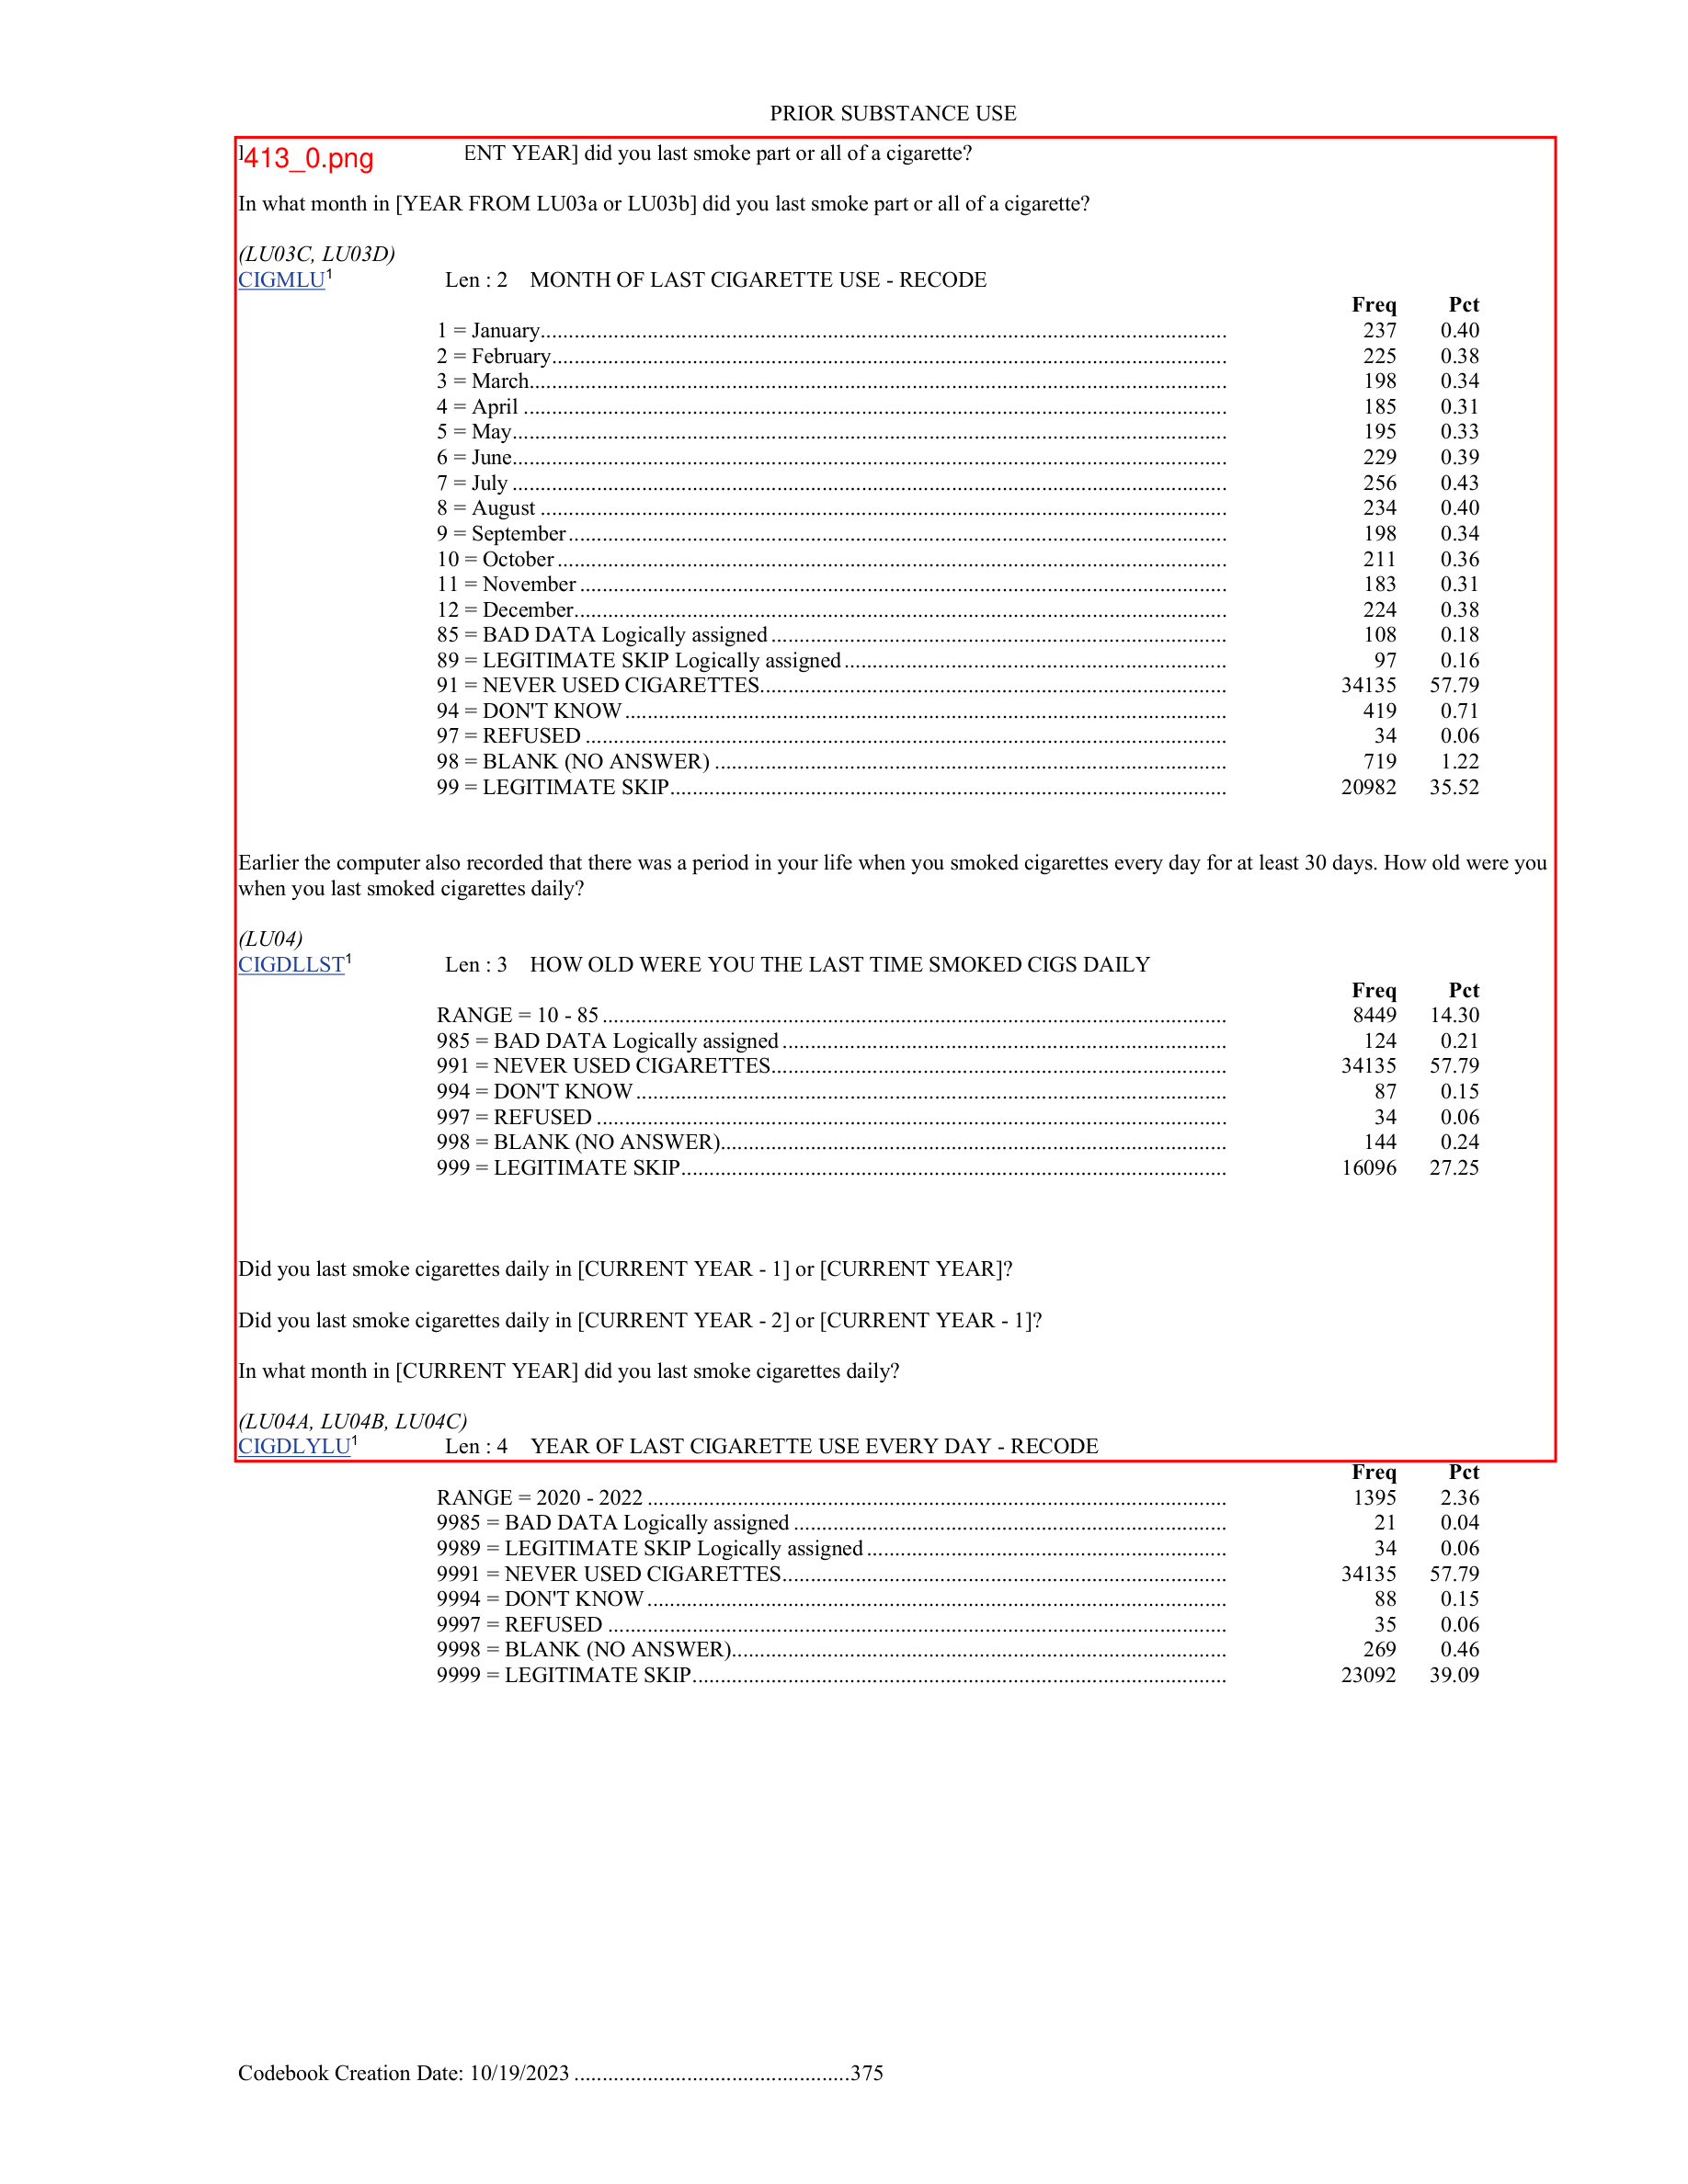 PRIOR SUBSTANCE USE
413_0.png ENT YEAR] did you last smoke part or all of a cigarette?
In what month in [YEAR FROM LU03a or LU03b] did you last smoke part or all of a cigarette?
(LU03C, LU03D)
CIGMLU1 Len : 2 MONTH OF LAST CIGARETTE USE - RECODE
Freq Pct
1 = January 237 0.40
2 = February 225 0.38
3 = March 198 0.34
4 = April 185 0.31
5 = May 195 0.33
6 = June 229 0.39
7 = July 256 0.43
8 = August 234 0.40
9 = September 198 0.34
10 = October 211 0.36
11 = November 183 0.31
12 = December 224 0.38
85 = BAD DATA Logically assigned 108 0.18
89 = LEGITIMATE SKIP Logically assigned 97 0.16
91 = NEVER USED CIGARETTES 34135 57.79
94 = DON'T KNOW 419 0.71
97 = REFUSED 34 0.06
98 = BLANK (NO ANSWER) 719 1.22
99 = LEGITIMATE SKIP 20982 35.52
Earlier the computer also recorded that there was a period in your life when you smoked cigarettes every day for at least 30 days. How old were you
when you last smoked cigarettes daily?
(LU04)
CIGDLLST1 Len : 3 HOW OLD WERE YOU THE LAST TIME SMOKED CIGS DAILY
Freq Pct
RANGE = 10 - 85 8449 14.30
985 = BAD DATA Logically assigned 124 0.21
991 = NEVER USED CIGARETTES 34135 57.79
994 = DON'T KNOW 87 0.15
997 = REFUSED 34 0.06
998 = BLANK (NO ANSWER) 144 0.24
999 = LEGITIMATE SKIP 16096 27.25
Did you last smoke cigarettes daily in [CURRENT YEAR - 1] or [CURRENT YEAR]?
Did you last smoke cigarettes daily in [CURRENT YEAR - 2] or [CURRENT YEAR - 1]?
In what month in [CURRENT YEAR] did you last smoke cigarettes daily?
(LU04A, LU04B, LU04C)
CIGDLYLU1 Len : 4 YEAR OF LAST CIGARETTE USE EVERY DAY - RECODE
Freq Pct
RANGE = 2020 - 2022 1395 2.36
9985 = BAD DATA Logically assigned 21 0.04
9989 = LEGITIMATE SKIP Logically assigned 34 0.06
9991 = NEVER USED CIGARETTES 34135 57.79
9994 = DON'T KNOW 88 0.15
9997 = REFUSED 35 0.06
9998 = BLANK (NO ANSWER) 269 0.46
9999 = LEGITIMATE SKIP 23092 39.09
Codebook Creation Date: 10/19/2023 375